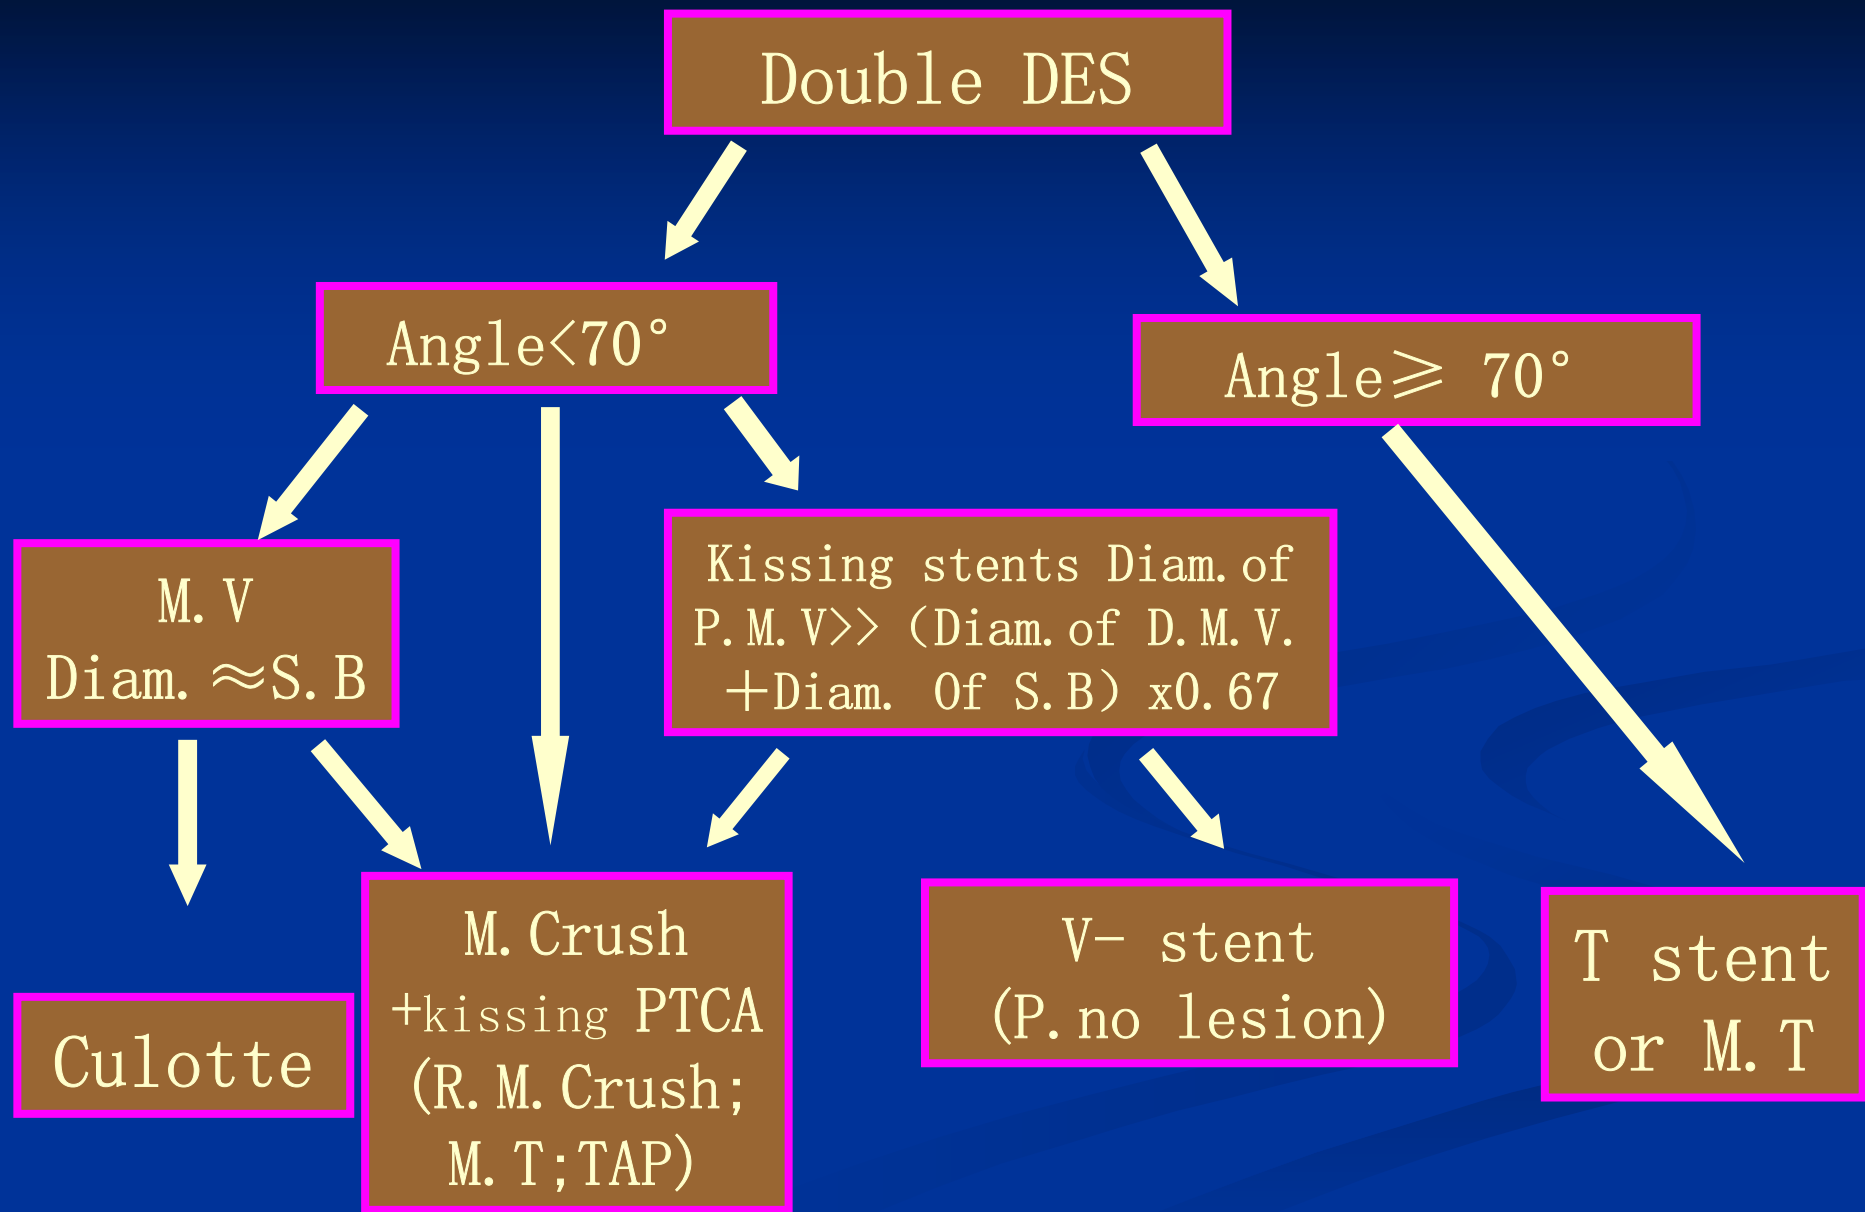 Double DES
Angle<70°
Angle≥ 70°
M.V
Diam.≈S.B
Kissing stents Diam.of
P.M.V>>（Diam.of D.M.V.
＋Diam. Of S.B）x0.67
Culotte
M.Crush
+kissing PTCA
(R.M.Crush;
M.T;TAP)
V- stent
(P.no lesion)
T stent
or M.T